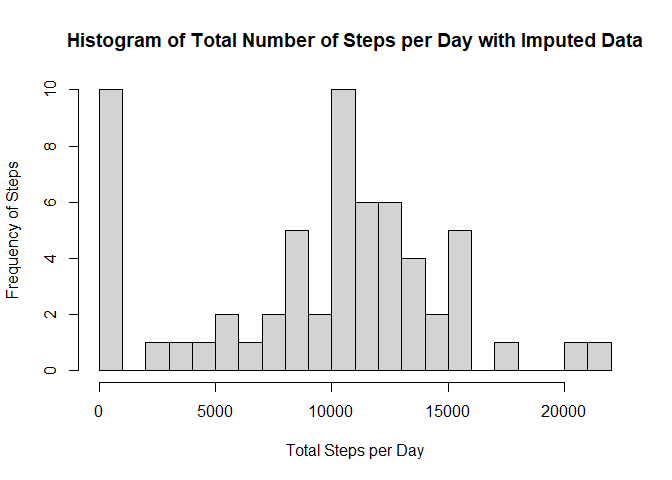 Histogram of Total Number of Steps per Day with Imputed Data
Frequency of Steps
10
8
6
4
2
0
0 5000 10000 15000 20000
Total Steps per Day